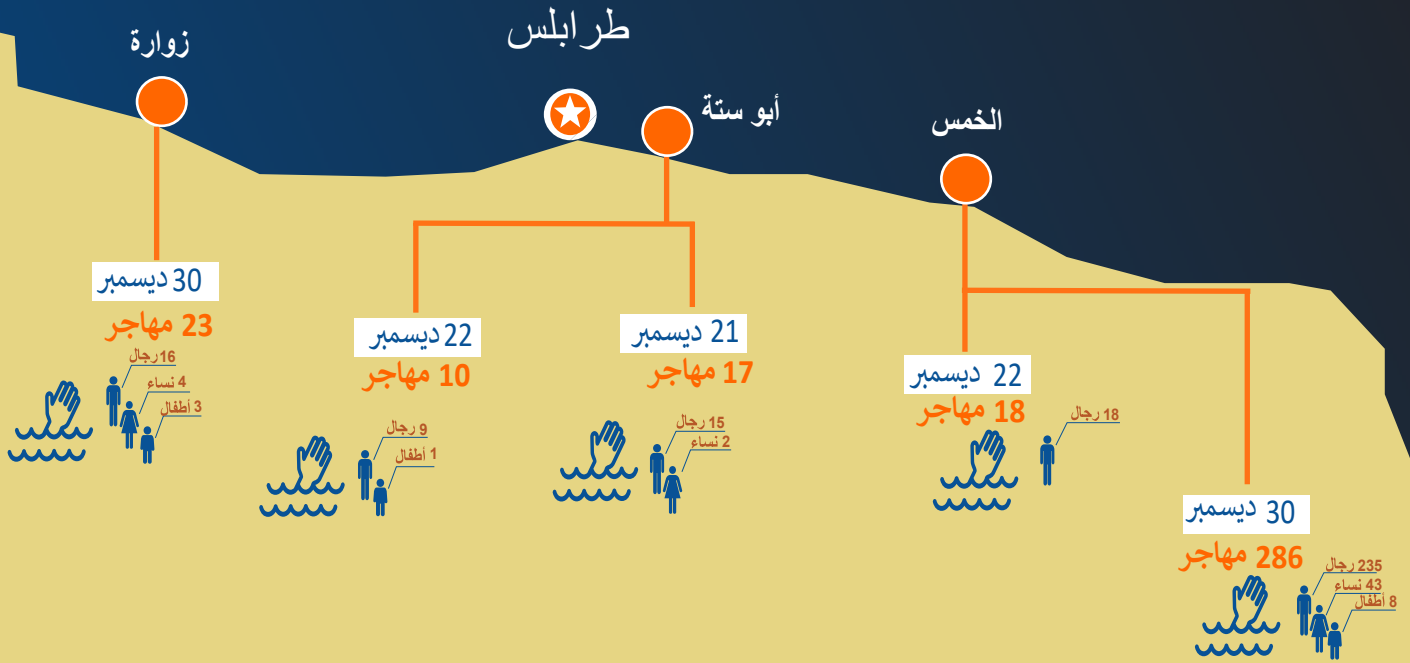 زوارة
طرابلس
أبو ستة
الخمس
30 ديسمبر
23 مهاجر
16 رجال
4 نساء
3 أطفال
22 ديسمبر
10 مهاجر
9 رجال
1 أطفال
21 ديسمبر
17 مهاجر
15 رجال
2 نساء
22 ديسمبر
18 مهاجر
18 رجال
30 ديسمبر
286 مهاجر
235 رجال
43 نساء
8 أطفال